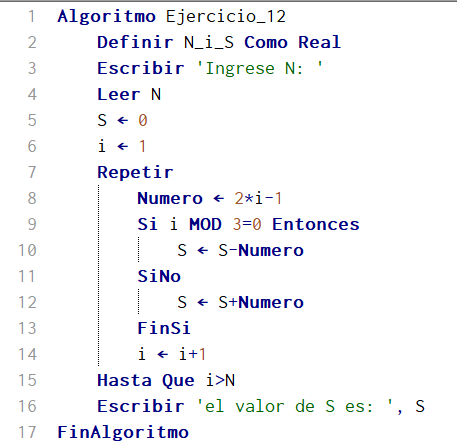 1 Algoritmo Ejercicio_12
2 Definir N_i_S Como Real
3 Escribir 'Ingrese N: '
4 Leer N
5 S ← 0
6 i ← 1
7 Repetir
8 Numero ← 2*i-1
9 Si i MOD 3=0 Entonces
10 S ← S-Numero
11 SiNo
12 S ← S+Numero
13 FinSi
14 i ← i+1
15 Hasta Que i>N
16 Escribir 'el valor de S es: ', S
17 FinAlgoritmo